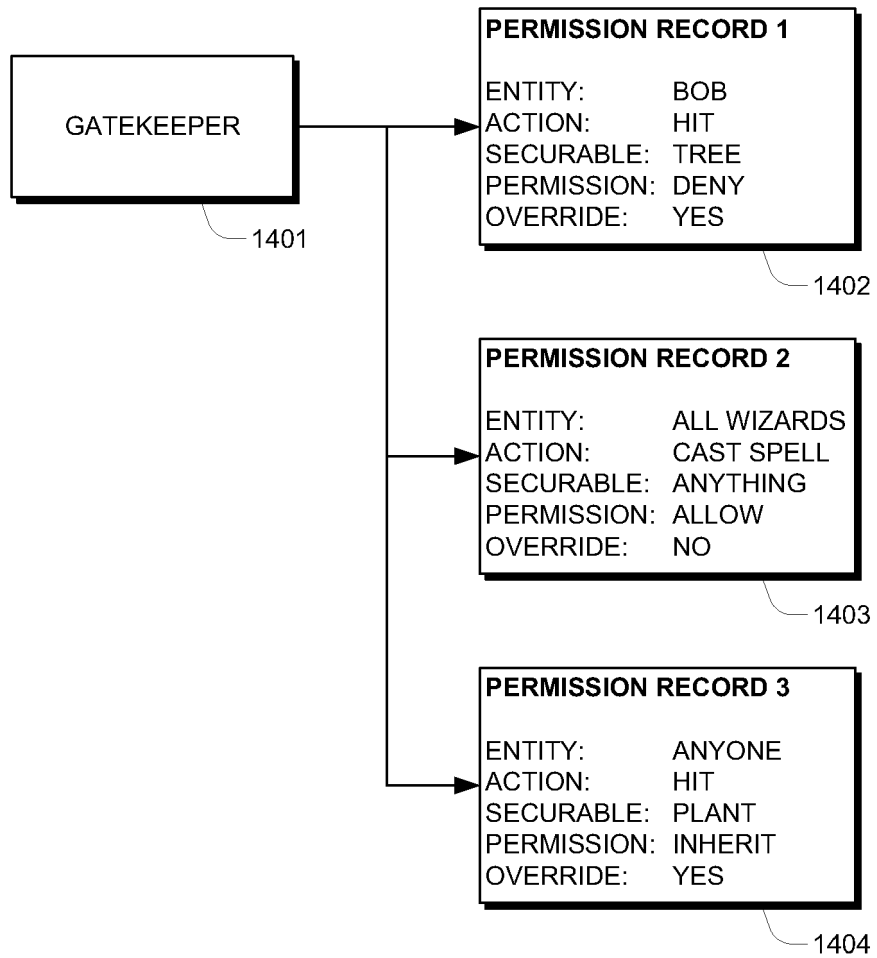 GATEKEEPER
1401
PERMISSION RECORD 1
ENTITY: BOB
ACTION: HIT
SECURABLE: TREE
PERMISSION: DENY
OVERRIDE: YES
1402
PERMISSION RECORD 2
ENTITY: ALL WIZARDS
ACTION: CAST SPELL
SECURABLE: ANYTHING
PERMISSION: ALLOW
OVERRIDE: NO
1403
PERMISSION RECORD 3
ENTITY: ANYONE
ACTION: HIT
SECURABLE: PLANT
PERMISSION: INHERIT
OVERRIDE: YES
1404